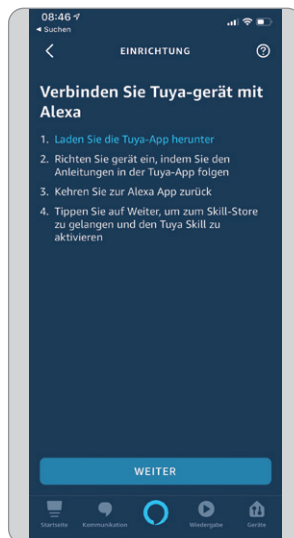 08:46
◄ Suchen
EINRICHTUNG
Verbinden Sie Tuya-gerät mit
Alexa
1. Laden Sie die Tuya-App herunter
2. Richten Sie gerät ein, indem Sie den
Anleitungen in der Tuya-App folgen
3. Kehren Sie zur Alexa App zurück
4. Tippen Sie auf Weiter, um zum Skill-Store
zu gelangen und den Tuya Skill zu
aktivieren
WEITER
Startseite Kommunikation Wiedergabe Geräte